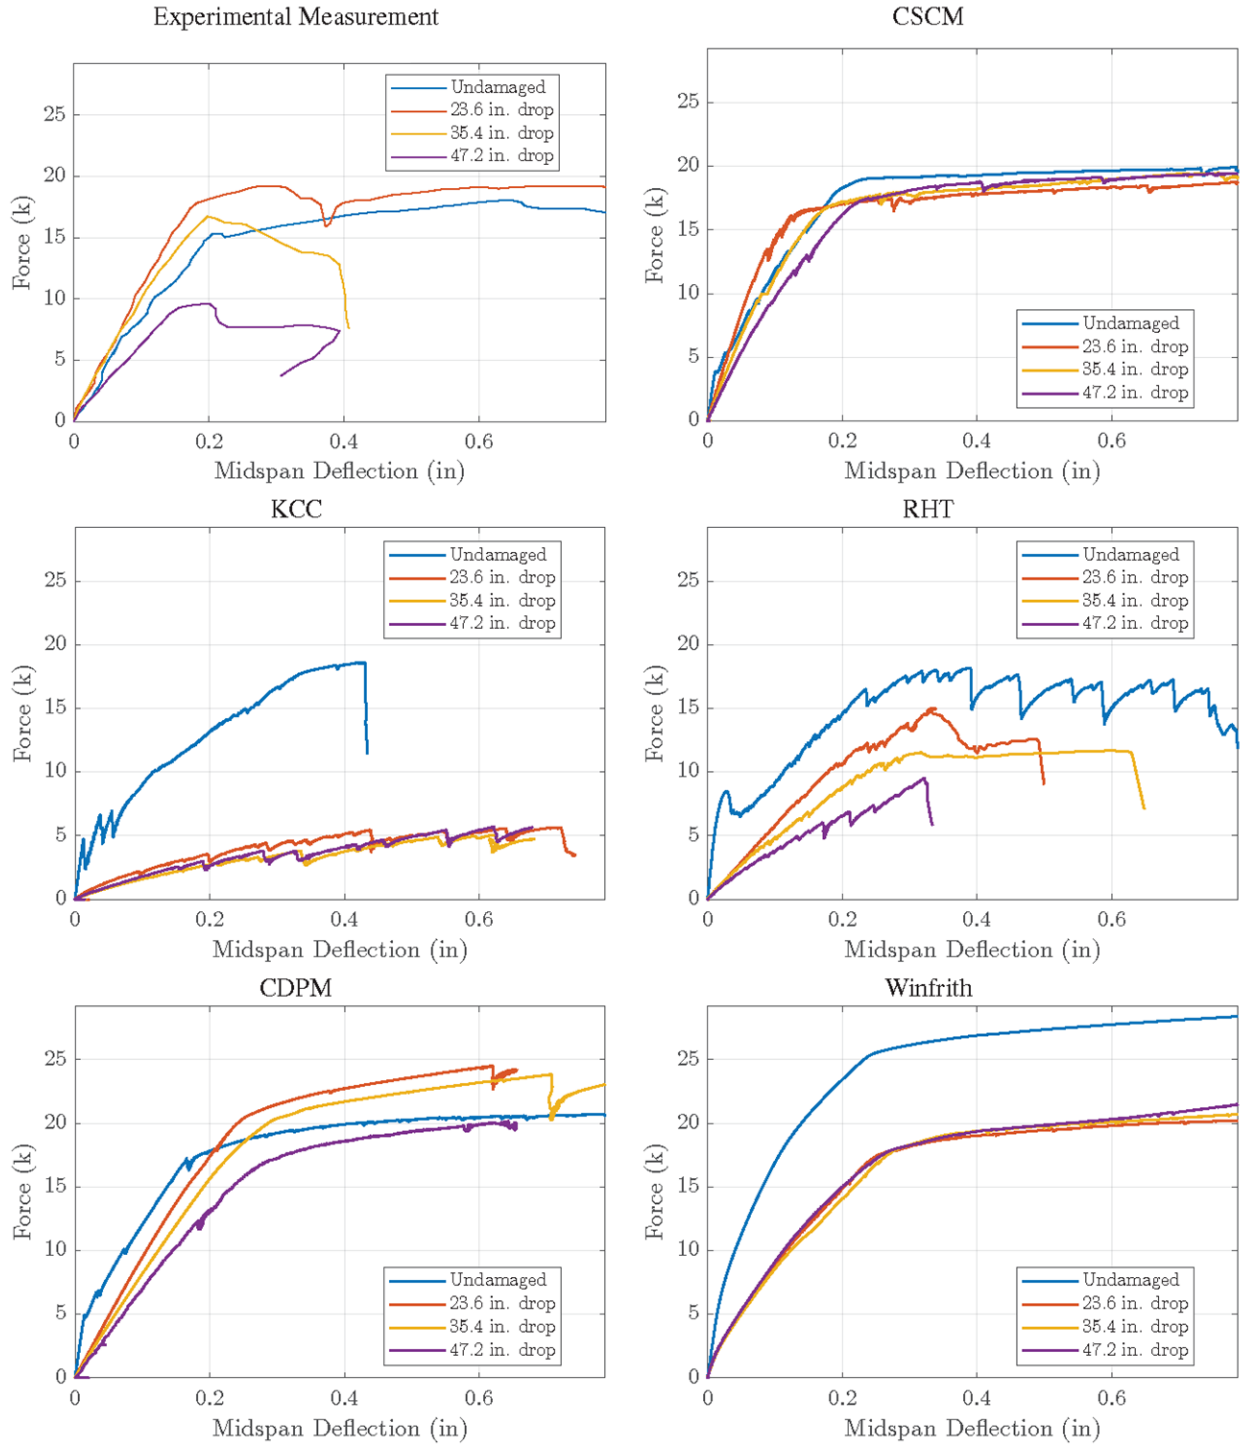 Experimental Measurement
25
20
15
10
5
0
0
0.2
0.4
0.6
Force (k)
Midspan Deflection (in)
Undamaged
23.6 in. drop
35.4 in. drop
47.2 in. drop
CSCM
25
20
15
10
5
0
0
0.2
0.4
0.6
Force (k)
Midspan Deflection (in)
Undamaged
23.6 in. drop
35.4 in. drop
47.2 in. drop
KCC
25
20
15
10
5
0
0
0.2
0.4
0.6
Force (k)
Midspan Deflection (in)
Undamaged
23.6 in. drop
35.4 in. drop
47.2 in. drop
RHT
25
20
15
10
5
0
0
0.2
0.4
0.6
Force (k)
Midspan Deflection (in)
Undamaged
23.6 in. drop
35.4 in. drop
47.2 in. drop
CDPM
25
20
15
10
5
0
0
0.2
0.4
0.6
Force (k)
Midspan Deflection (in)
Undamaged
23.6 in. drop
35.4 in. drop
47.2 in. drop
Winfrith
25
20
15
10
5
0
0
0.2
0.4
0.6
Force (k)
Midspan Deflection (in)
Undamaged
23.6 in. drop
35.4 in. drop
47.2 in. drop